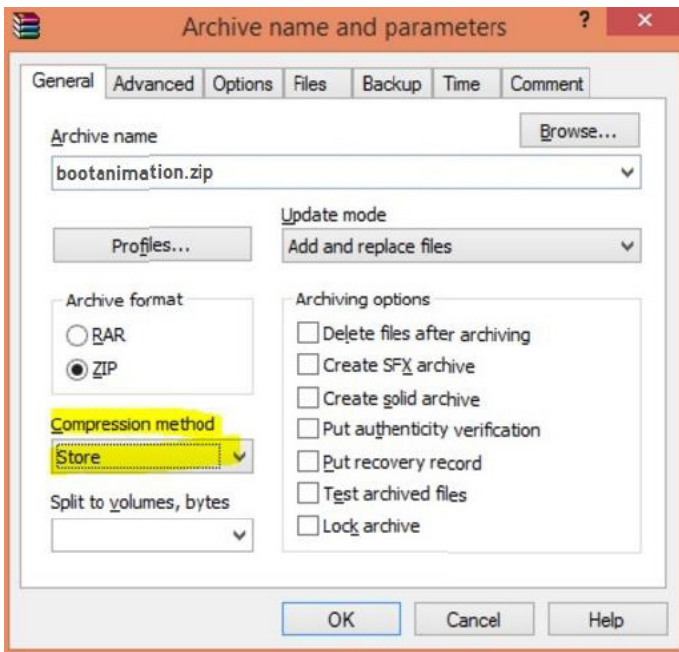 Archive name and parameters
? ×
General Advanced Options Files Backup Time Comment
Archive name
Browse...
bootanimation.zip
Update mode
Profiles...
Add and replace files
Archive format
RAR
ZIP
Archiving options
Delete files after archiving
Create SFX archive
Create solid archive
Put authenticity verification
Put recovery record
Test archived files
Lock archive
Compression method
Store
Split to volumes, bytes
OK Cancel Help